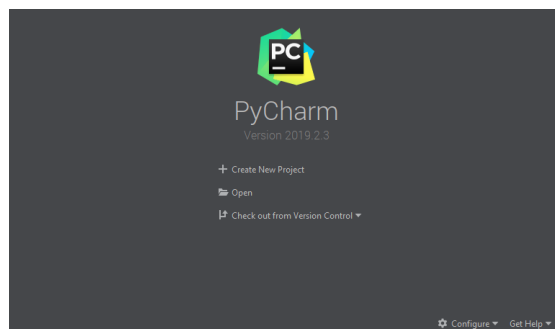 PC
PyCharm
Version 2019.2.3
Create New Project
Open
Check out from Version Control
Configure Get Help